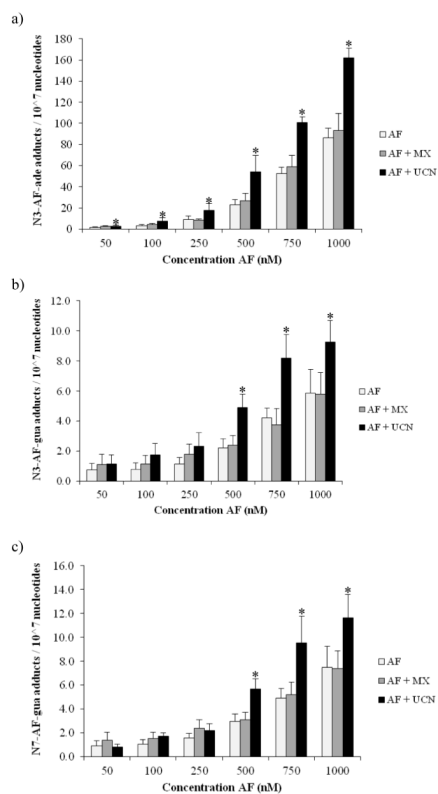 a)
N3-AF-ade adducts / 10^7 nucleotides
180
160
140
120
100
80
60
40
20
0
*
*
*
*
*
*
AF
AF + MX
AF + UCN
50 100 250 500 750 1000
Concentration AF (nM)
b)
N3-AF-gua adducts / 10^7 nucleotides
12.0
10.0
8.0
6.0
4.0
2.0
0.0
*
*
*
AF
AF + MX
AF + UCN
50 100 250 500 750 1000
Concentration AF (nM)
c)
N7-AF-gua adducts / 10^7 nucleotides
16.0
14.0
12.0
10.0
8.0
6.0
4.0
2.0
0.0
*
*
*
AF
AF + MX
AF + UCN
50 100 250 500 750 1000
Concentration AF (nM)